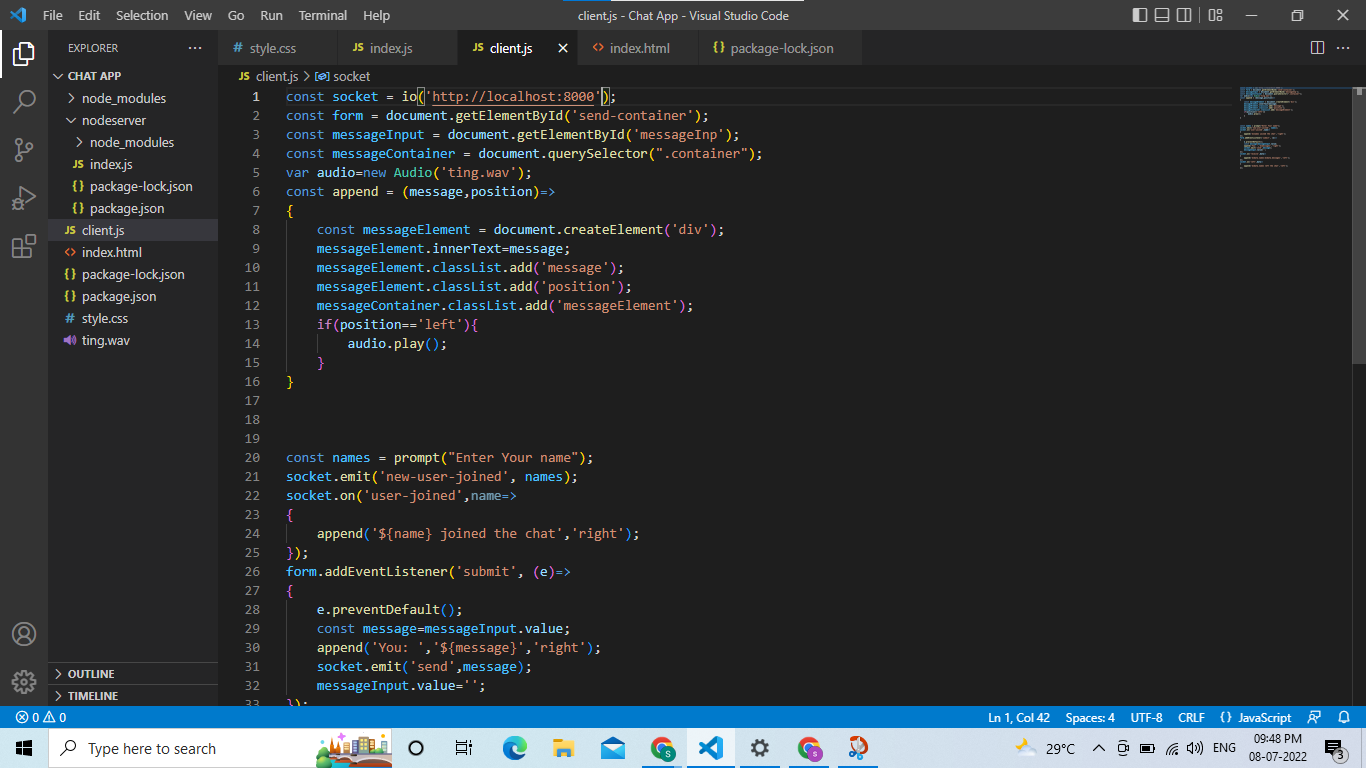 File Edit Selection View Go Run Terminal Help client.js - Chat App - Visual Studio Code
EXPLORER
CHAT APP
node_modules
nodeserver
node_modules
JS index.js
{} package-lock.json
{} package.json
JS client.js
<> index.html
{} package-lock.json
{} package.json
# style.css
ting.wav
OUTLINE
TIMELINE
# style.css JS index.js JS client.js <> index.html {} package-lock.json
JS client.js > socket
1 const socket = io('http://localhost:8000');
2 const form = document.getElementById('send-container');
3 const messageInput = document.getElementById('messageInp');
4 const messageContainer = document.querySelector(".container");
5 var audio=new Audio('ting.wav');
6 const append = (message,position)=>
7 {
8 const messageElement = document.createElement('div');
9 messageElement.innerText=message;
10 messageElement.classList.add('message');
11 messageElement.classList.add('position');
12 messageContainer.classList.add('messageElement');
13 if(position=='left'){
14 audio.play();
15 }
16 }
17
18
19
20 const names = prompt("Enter Your name");
21 socket.emit('new-user-joined', names);
22 socket.on('user-joined',name=>
23 {
24 append('${name} joined the chat','right');
25 });
26 form.addEventListener('submit', (e)=>
27 {
28 e.preventDefault();
29 const message=messageInput.value;
30 append('You: ','${message}','right');
31 socket.emit('send',message);
32 messageInput.value='';
33 });
0 0 Ln 1, Col 42 Spaces: 4 UTF-8 CRLF {} JavaScript
Type here to search
29°C ENG 09:48 PM
08-07-2022
3